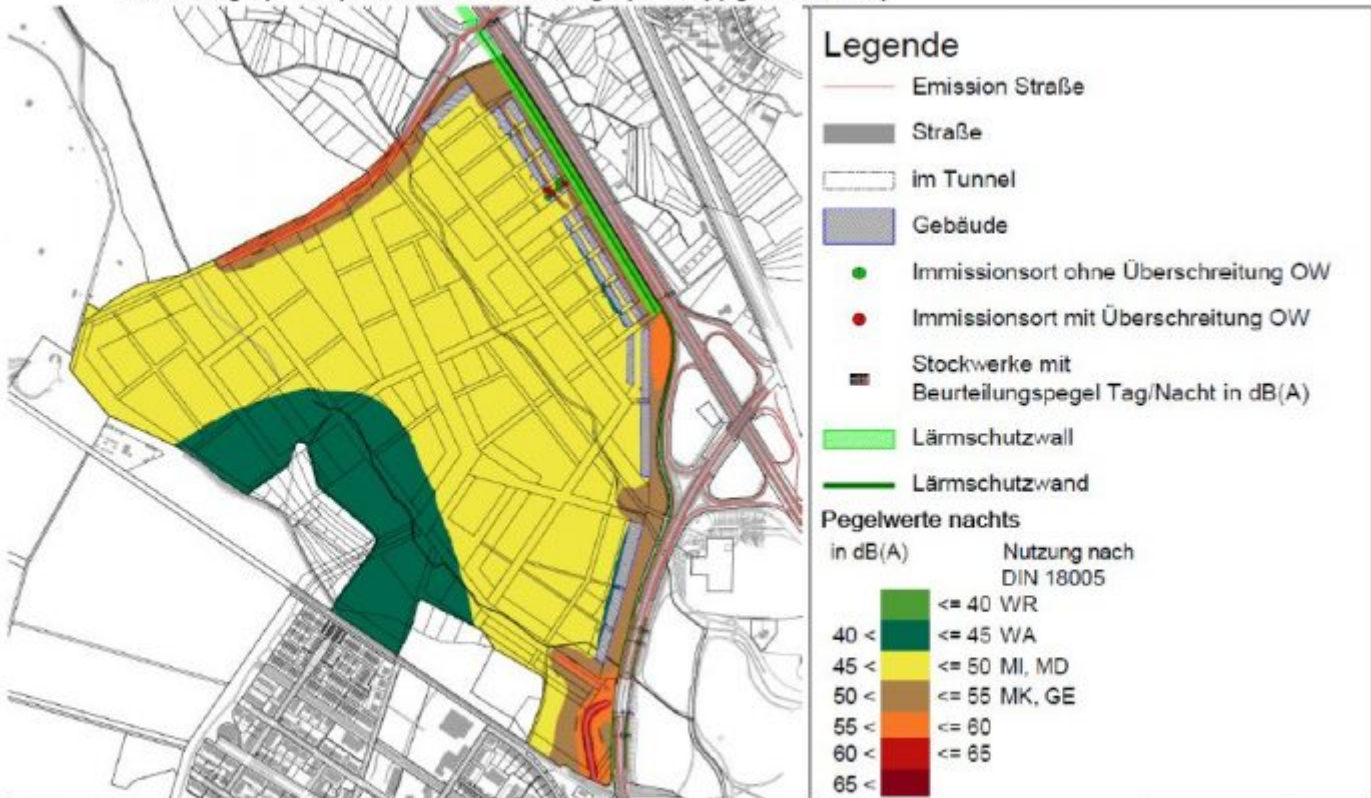 Legende
Emission Straße
Straße
im Tunnel
Gebäude
Immissionsort ohne Überschreitung OW
Immissionsort mit Überschreitung OW
Stockwerke mit
Beurteilungspegel Tag/Nacht in dB(A)
Lärmschutzwall
Lärmschutzwand
Pegelwerte nachts
in dB(A) Nutzung nach
DIN 18005
<= 40 WR
40 < <= 45 WA
45 < <= 50 MI, MD
50 < <= 55 MK, GE
55 < <= 60
60 < <= 65
65 <